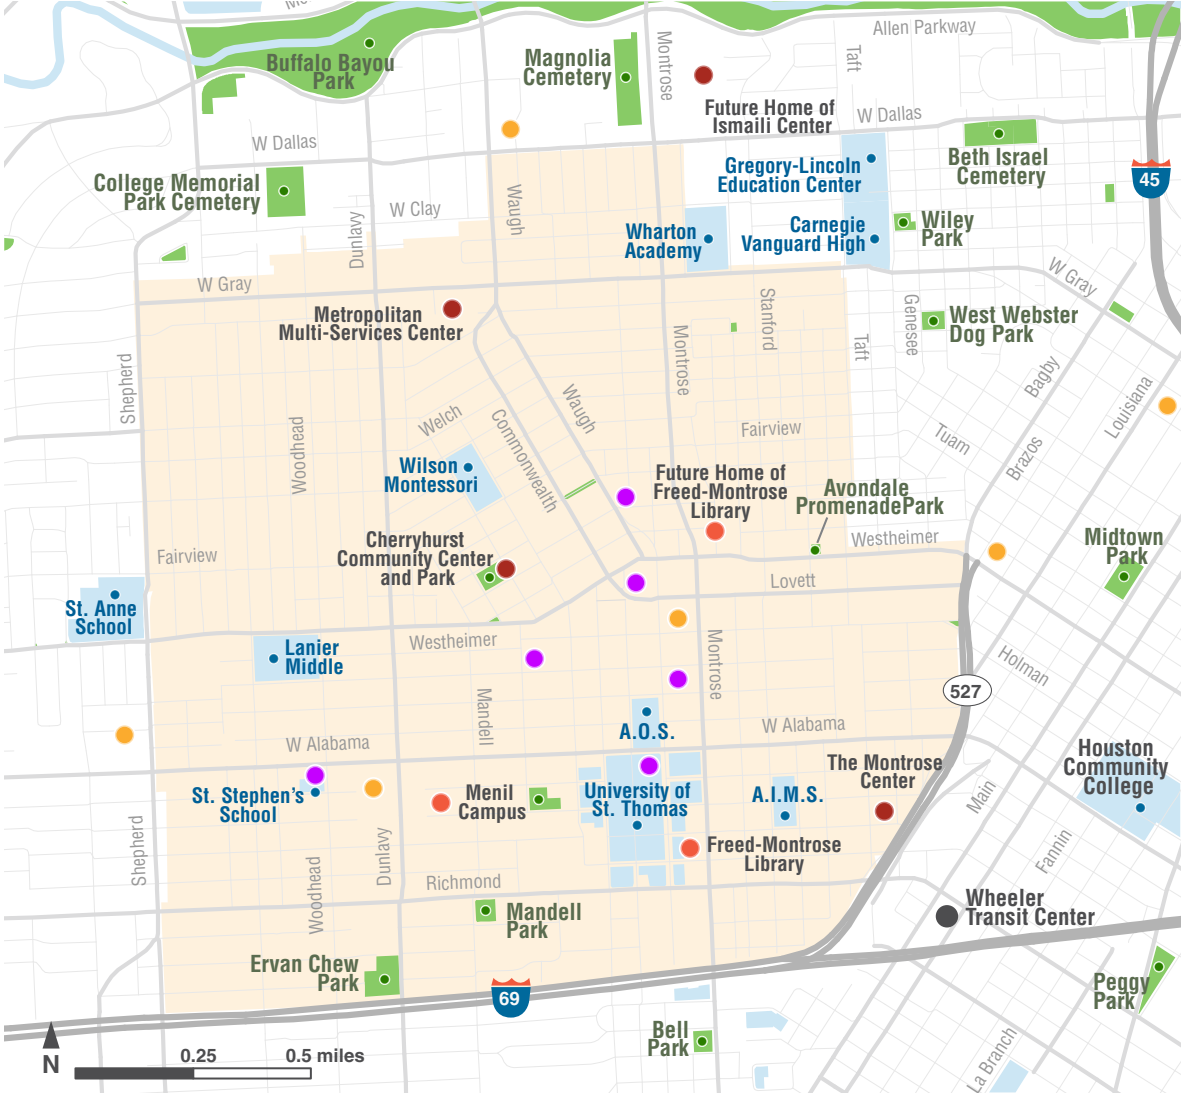 Allen Parkway
Montrose
Taft
Buffalo Bayou
Park
Magnolia
Cemetery
Future Home of
Ismaili Center
W Dallas
W Dallas
Gregory-Lincoln
Education Center
Beth Israel
Cemetery
45
College Memorial
Park Cemetery
Dunlavy
W Clay
Waugh
Wharton
Academy
Carnegie
Vanguard High
Wiley
Park
W Gray
W Gray
Metropolitan
Multi-Services Center
Stanford
Genesee
West Webster
Dog Park
Shepherd
Montrose
Taft
Bagby
Louisiana
Woodhead
Welch
Commonwealth
Waugh
Fairview
Tuam
Brazos
Wilson
Montessori
Future Home of
Freed-Montrose
Library
Avondale
PromenadePark
Cherryhurst
Community Center
and Park
Fairview
Westheimer
Midtown
Park
Lovett
St. Anne
School
Lanier
Middle
Westheimer
Montrose
Holman
527
Mandell
A.O.S.
W Alabama
W Alabama
The Montrose
Center
Houston
Community
College
St. Stephen's
School
Menil
Campus
University of
St. Thomas
A.I.M.S.
Main
Shepherd
Woodhead
Dunlavy
Freed-Montrose
Library
Fannin
Richmond
Mandell
Park
Wheeler
Transit Center
Ervan Chew
Park
69
Peggy
Park
Bell
Park
La Branch
N
0.25
0.5 miles